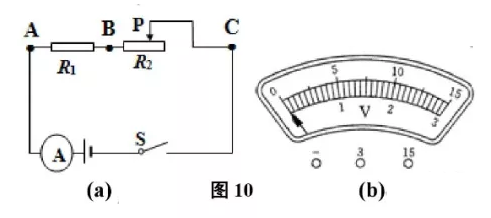 A B P C
R₁ R₂
A S
(a) 图 10 (b)
0 5 10 15
1 2 3
V
− 3 15